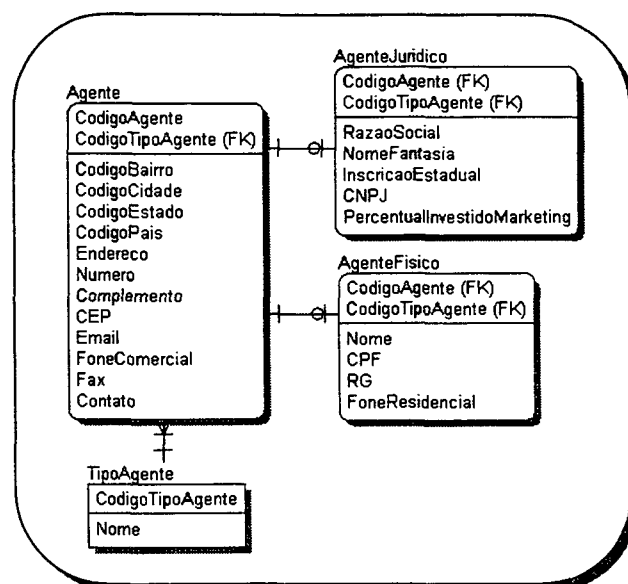 Agente
CodigoAgente
CodigoTipoAgente (FK)
CodigoBairro
CodigoCidade
CodigoEstado
CodigoPais
Endereco
Numero
Complemento
CEP
Email
FoneComercial
Fax
Contato
AgenteJuridico
CodigoAgente (FK)
CodigoTipoAgente (FK)
RazaoSocial
NomeFantasia
InscricaoEstadual
CNPJ
PercentualInvestidoMarketing
AgenteFisico
CodigoAgente (FK)
CodigoTipoAgente (FK)
Nome
CPF
RG
FoneResidencial
TipoAgente
CodigoTipoAgente
Nome